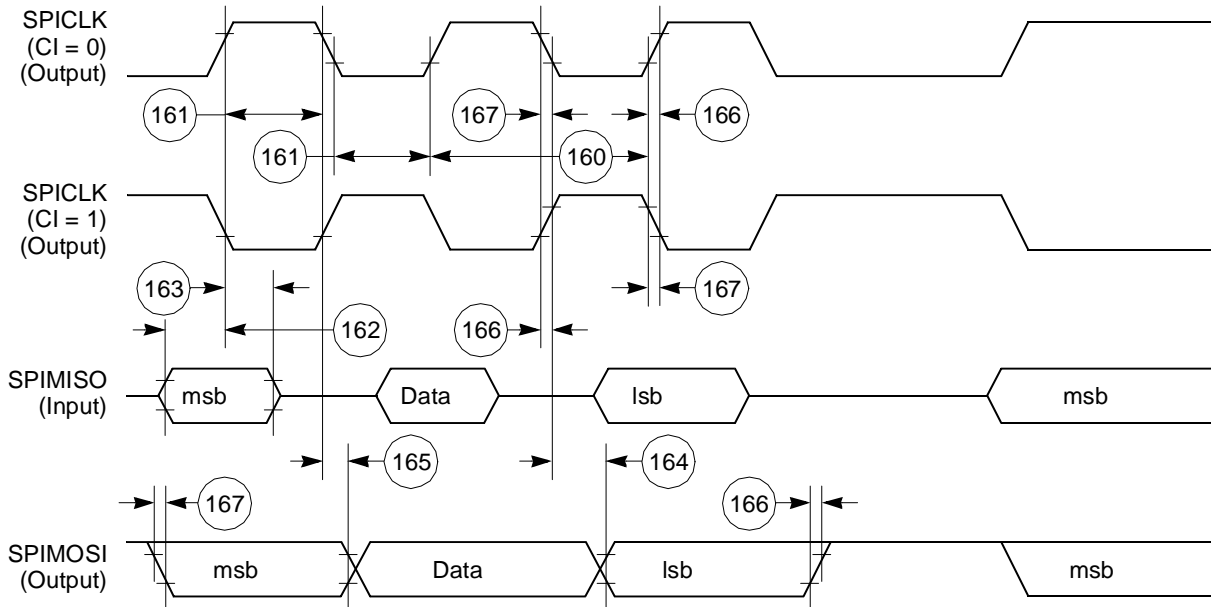 SPICLK
(CI = 0)
(Output)
161
167
166
161
160
SPICLK
(CI = 1)
(Output)
163
167
162
166
SPIMISO
(Input)
msb
Data
lsb
msb
165
164
167
166
SPIMOSI
(Output)
msb
Data
lsb
msb